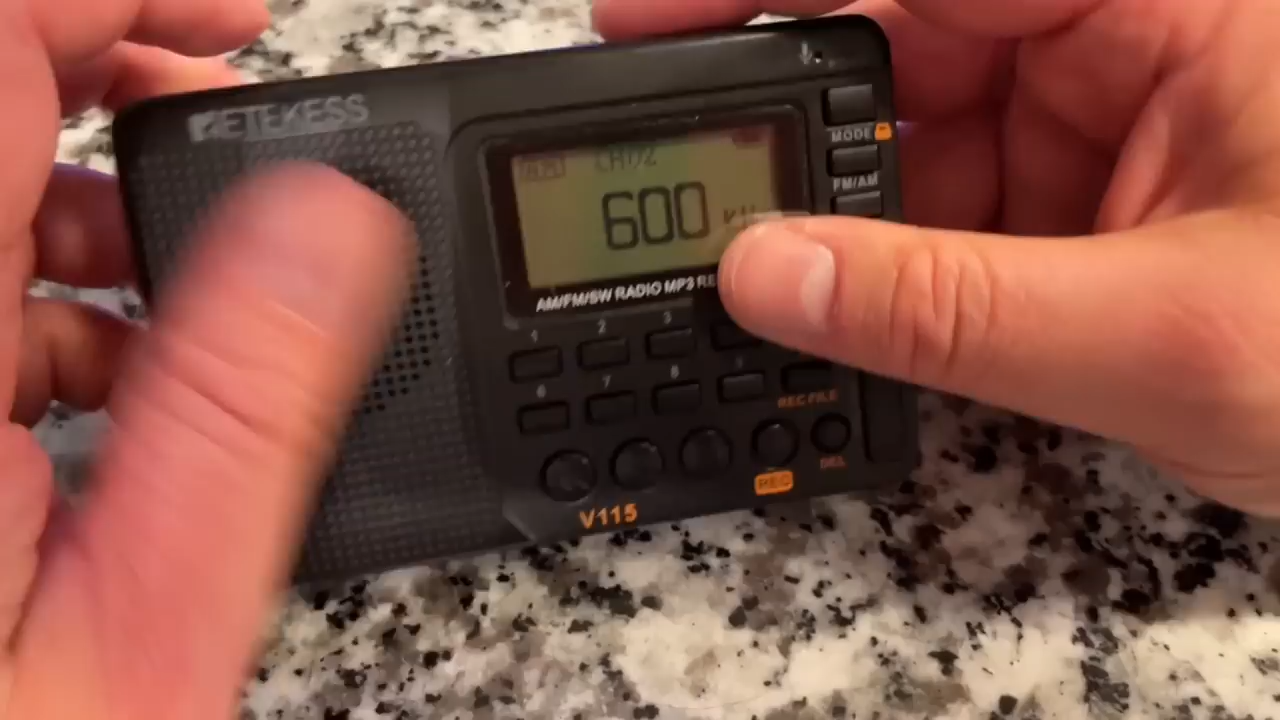 RETEKESS
MODE
FM/AM
CH02
600
AM/FM/SW RADIO MP3
1 2 3
6 7 8
REC FILE
DEL
REC
V115